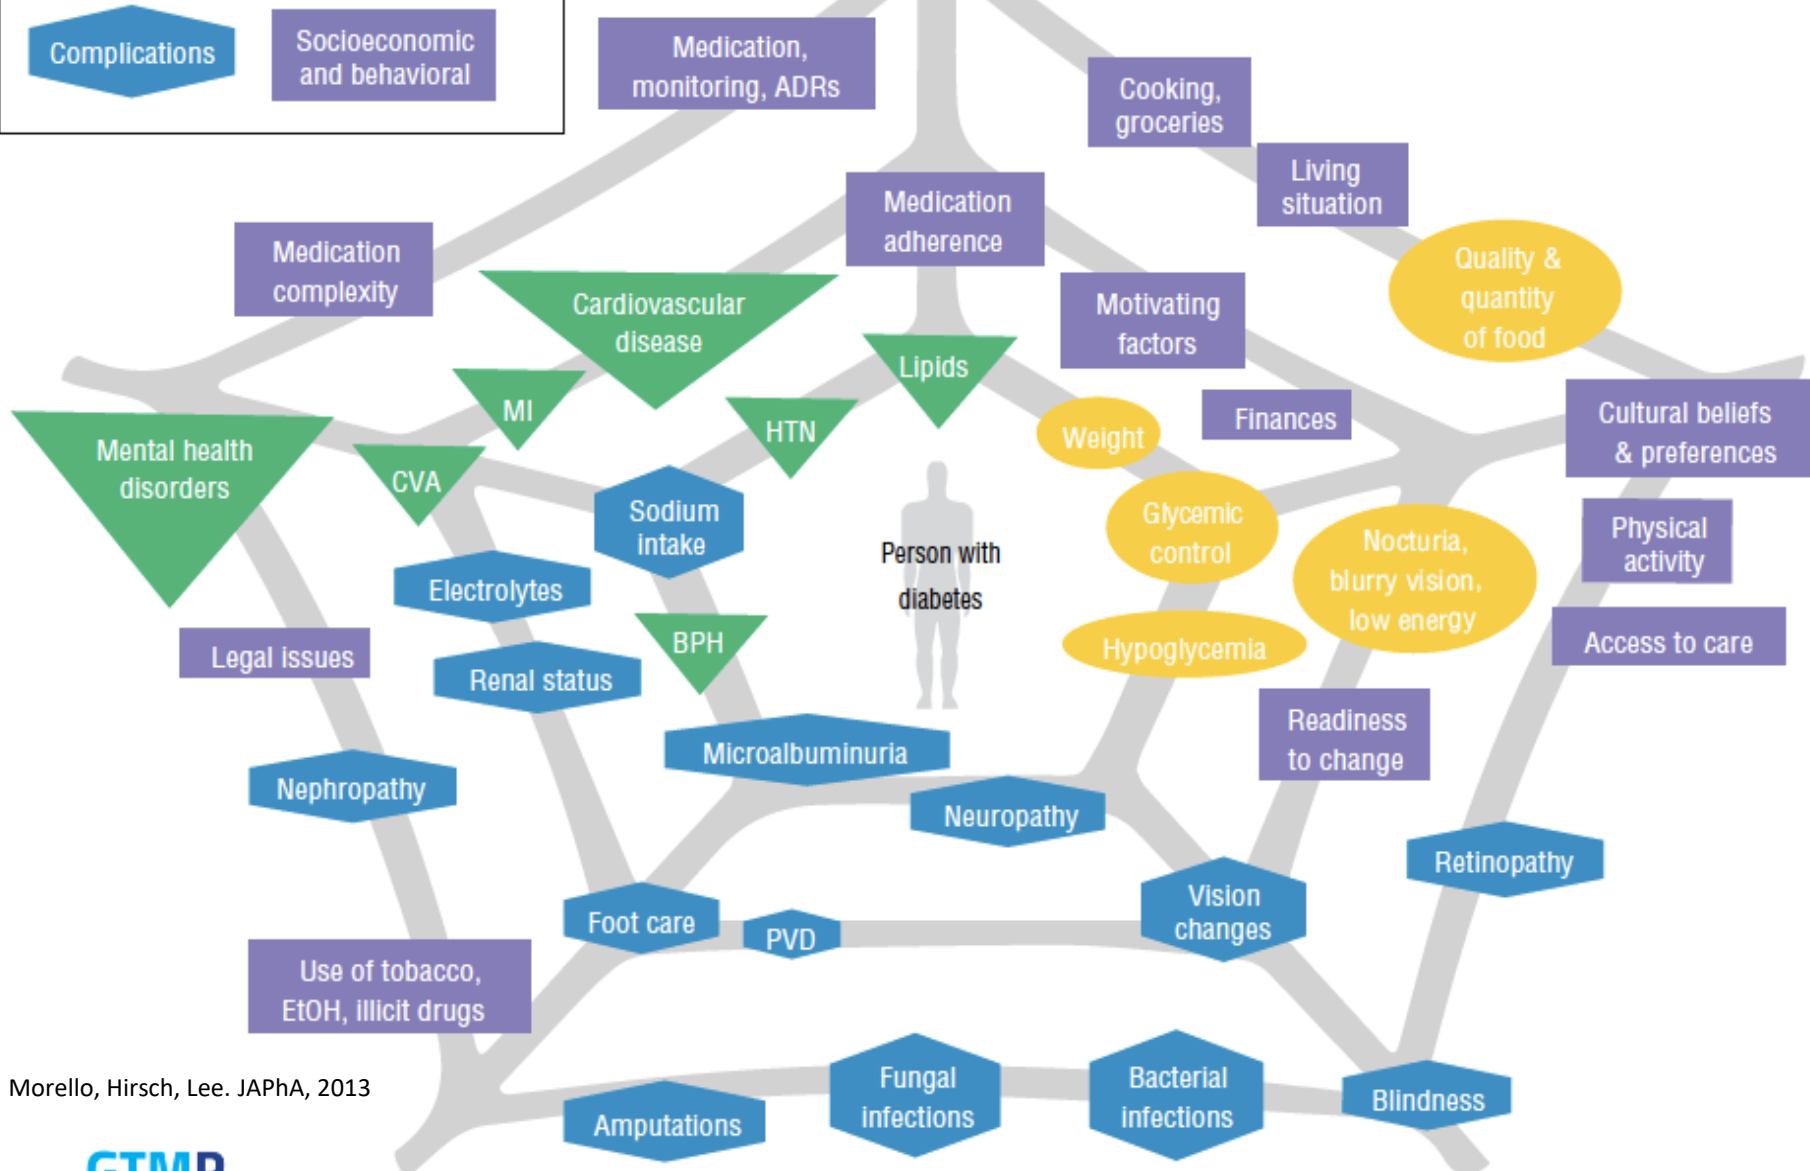 Complications
Socioeconomic
and behavioral
Medication,
monitoring, ADRs
Cooking,
groceries
Living
situation
Medication
adherence
Medication
complexity
Quality &
quantity
of food
Cardiovascular
disease
Motivating
factors
Lipids
MI
HTN
Weight
Finances
Cultural beliefs
& preferences
Mental health
disorders
CVA
Sodium
intake
Glycemic
control
Nocturia,
blurry vision,
low energy
Physical
activity
Person with
diabetes
Electrolytes
BPH
Hypoglycemia
Access to care
Legal issues
Renal status
Readiness
to change
Microalbuminuria
Nephropathy
Neuropathy
Retinopathy
Foot care
PVD
Vision
changes
Use of tobacco,
EtOH, illicit drugs
Morello, Hirsch, Lee. JAPhA, 2013
Amputations
Fungal
infections
Bacterial
infections
Blindness